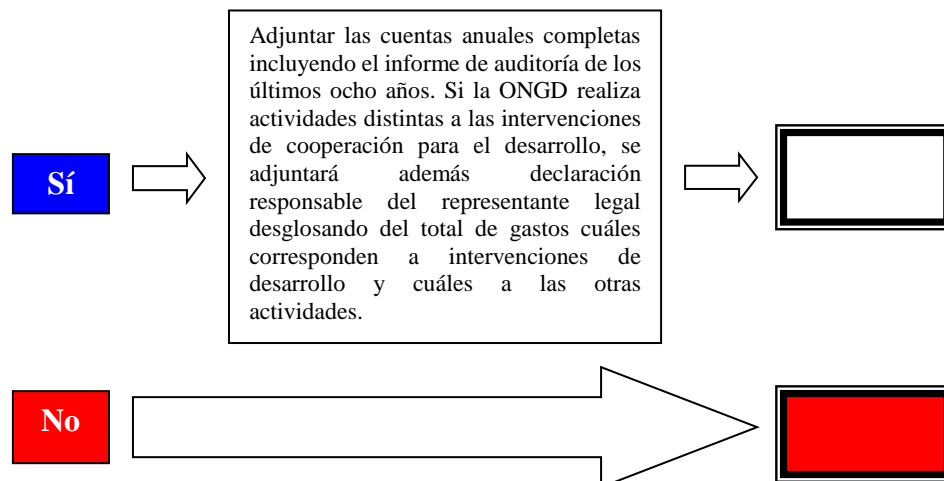 Adjuntar las cuentas anuales completas
incluyendo el informe de auditoría de los
últimos ocho años. Si la ONGD realiza
actividades distintas a las intervenciones
de cooperación para el desarrollo, se
adjuntará además declaración
responsable del representante legal
desglosando del total de gastos cuáles
corresponden a intervenciones de
desarrollo y cuáles a las otras
actividades.
Sí
No